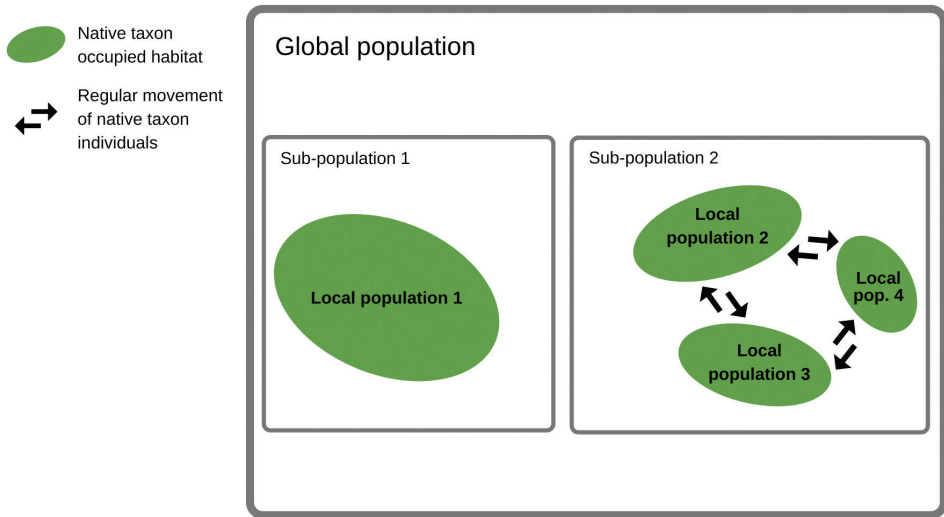 Native taxon
occupied habitat
Regular movement
of native taxon
individuals
Global population
Sub-population 1
Local population 1
Sub-population 2
Local
population 2
Local
pop. 4
Local
population 3